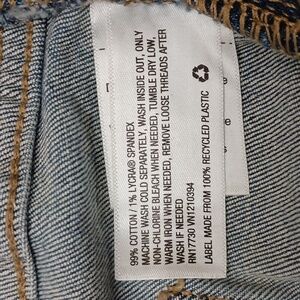 99% COTTON / 1% LYCRA® SPANDEX
MACHINE WASH COLD SEPARATELY, WASH INSIDE OUT, ONLY
NON-CHLORINE BLEACH WHEN NEEDED, TUMBLE DRY LOW,
WARM IRON WHEN NEEDED, REMOVE LOOSE THREADS AFTER
WASH IF NEEDED
RN17730 VN1210394
LABEL MADE FROM 100% RECYCLED PLASTIC